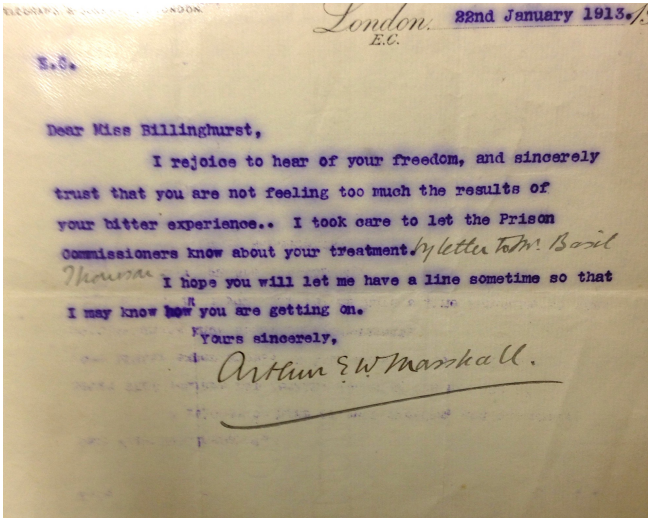 LONDON.
London. 22nd January 1913.
E.C.
E.C.
Dear Miss Billinghurst,
I rejoice to hear of your freedom, and sincerely
trust that you are not feeling too much the results of
your bitter experience.. I took care to let the Prison
Commissioners know about your treatment. by letter to Mr. Basil
Thomson
I hope you will let me have a line sometime so that
I may know how you are getting on.
Yours sincerely,
Arthur E. W. Marshall.